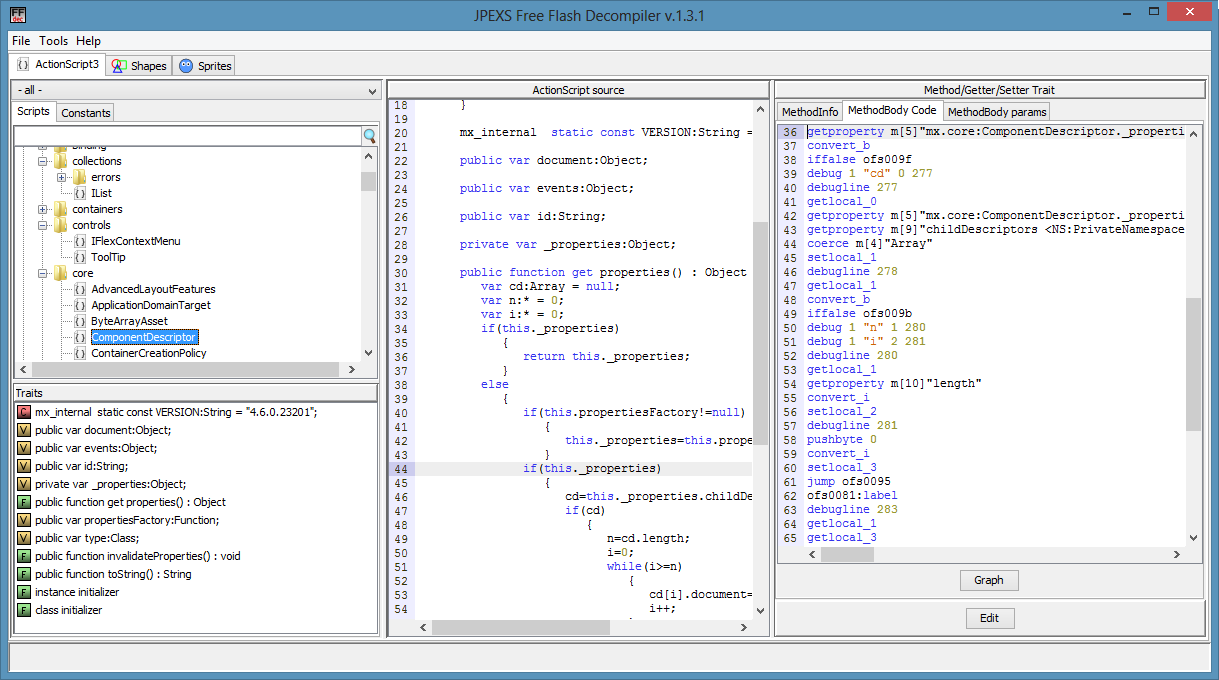 FF dec
JPEXS Free Flash Decompiler v.1.3.1
File Tools Help
ActionScript3 Shapes Sprites
- all -
Scripts Constants
collections
errors
IList
containers
controls
IFlexContextMenu
ToolTip
core
AdvancedLayoutFeatures
ApplicationDomainTarget
ByteArrayAsset
ComponentDescriptor
ContainerCreationPolicy
Traits
C mx_internal static const VERSION:String = "4.6.0.23201";
V public var document:Object;
V public var events:Object;
V public var id:String;
V private var _properties:Object;
F public function get properties() : Object
V public var propertiesFactory:Function;
V public var type:Class;
F public function invalidateProperties() : void
F public function toString() : String
F instance initializer
F class initializer
ActionScript source
18 }
19
20 mx_internal static const VERSION:String =
21
22 public var document:Object;
23
24 public var events:Object;
25
26 public var id:String;
27
28 private var _properties:Object;
29
30 public function get properties() : Object
31 var cd:Array = null;
32 var n:* = 0;
33 var i:* = 0;
34 if(this._properties)
35 {
36 return this._properties;
37 }
38 else
39 {
40 if(this.propertiesFactory!=null)
41 {
42 this._properties=this.prope
43 }
44 if(this._properties)
45 {
46 cd=this._properties.childDe
47 if(cd)
48 {
49 n=cd.length;
50 i=0;
51 while(i>=n)
52 {
53 cd[i].document=
54 i++;
Method/Getter/Setter Trait
MethodInfo MethodBody Code MethodBody params
36 getproperty m[5]"mx.core:ComponentDescriptor._properti
37 convert_b
38 iffalse ofs009f
39 debug 1 "cd" 0 277
40 debugline 277
41 getlocal_0
42 getproperty m[5]"mx.core:ComponentDescriptor._properti
43 getproperty m[9]"childDescriptors <NS:PrivateNamespace
44 coerce m[4]"Array"
45 setlocal_1
46 debugline 278
47 getlocal_1
48 convert_b
49 iffalse ofs009b
50 debug 1 "n" 1 280
51 debug 1 "i" 2 281
52 debugline 280
53 getlocal_1
54 getproperty m[10]"length"
55 convert_i
56 setlocal_2
57 debugline 281
58 pushbyte 0
59 convert_i
60 setlocal_3
61 jump ofs0095
62 ofs0081:label
63 debugline 283
64 getlocal_1
65 getlocal_3
Graph
Edit